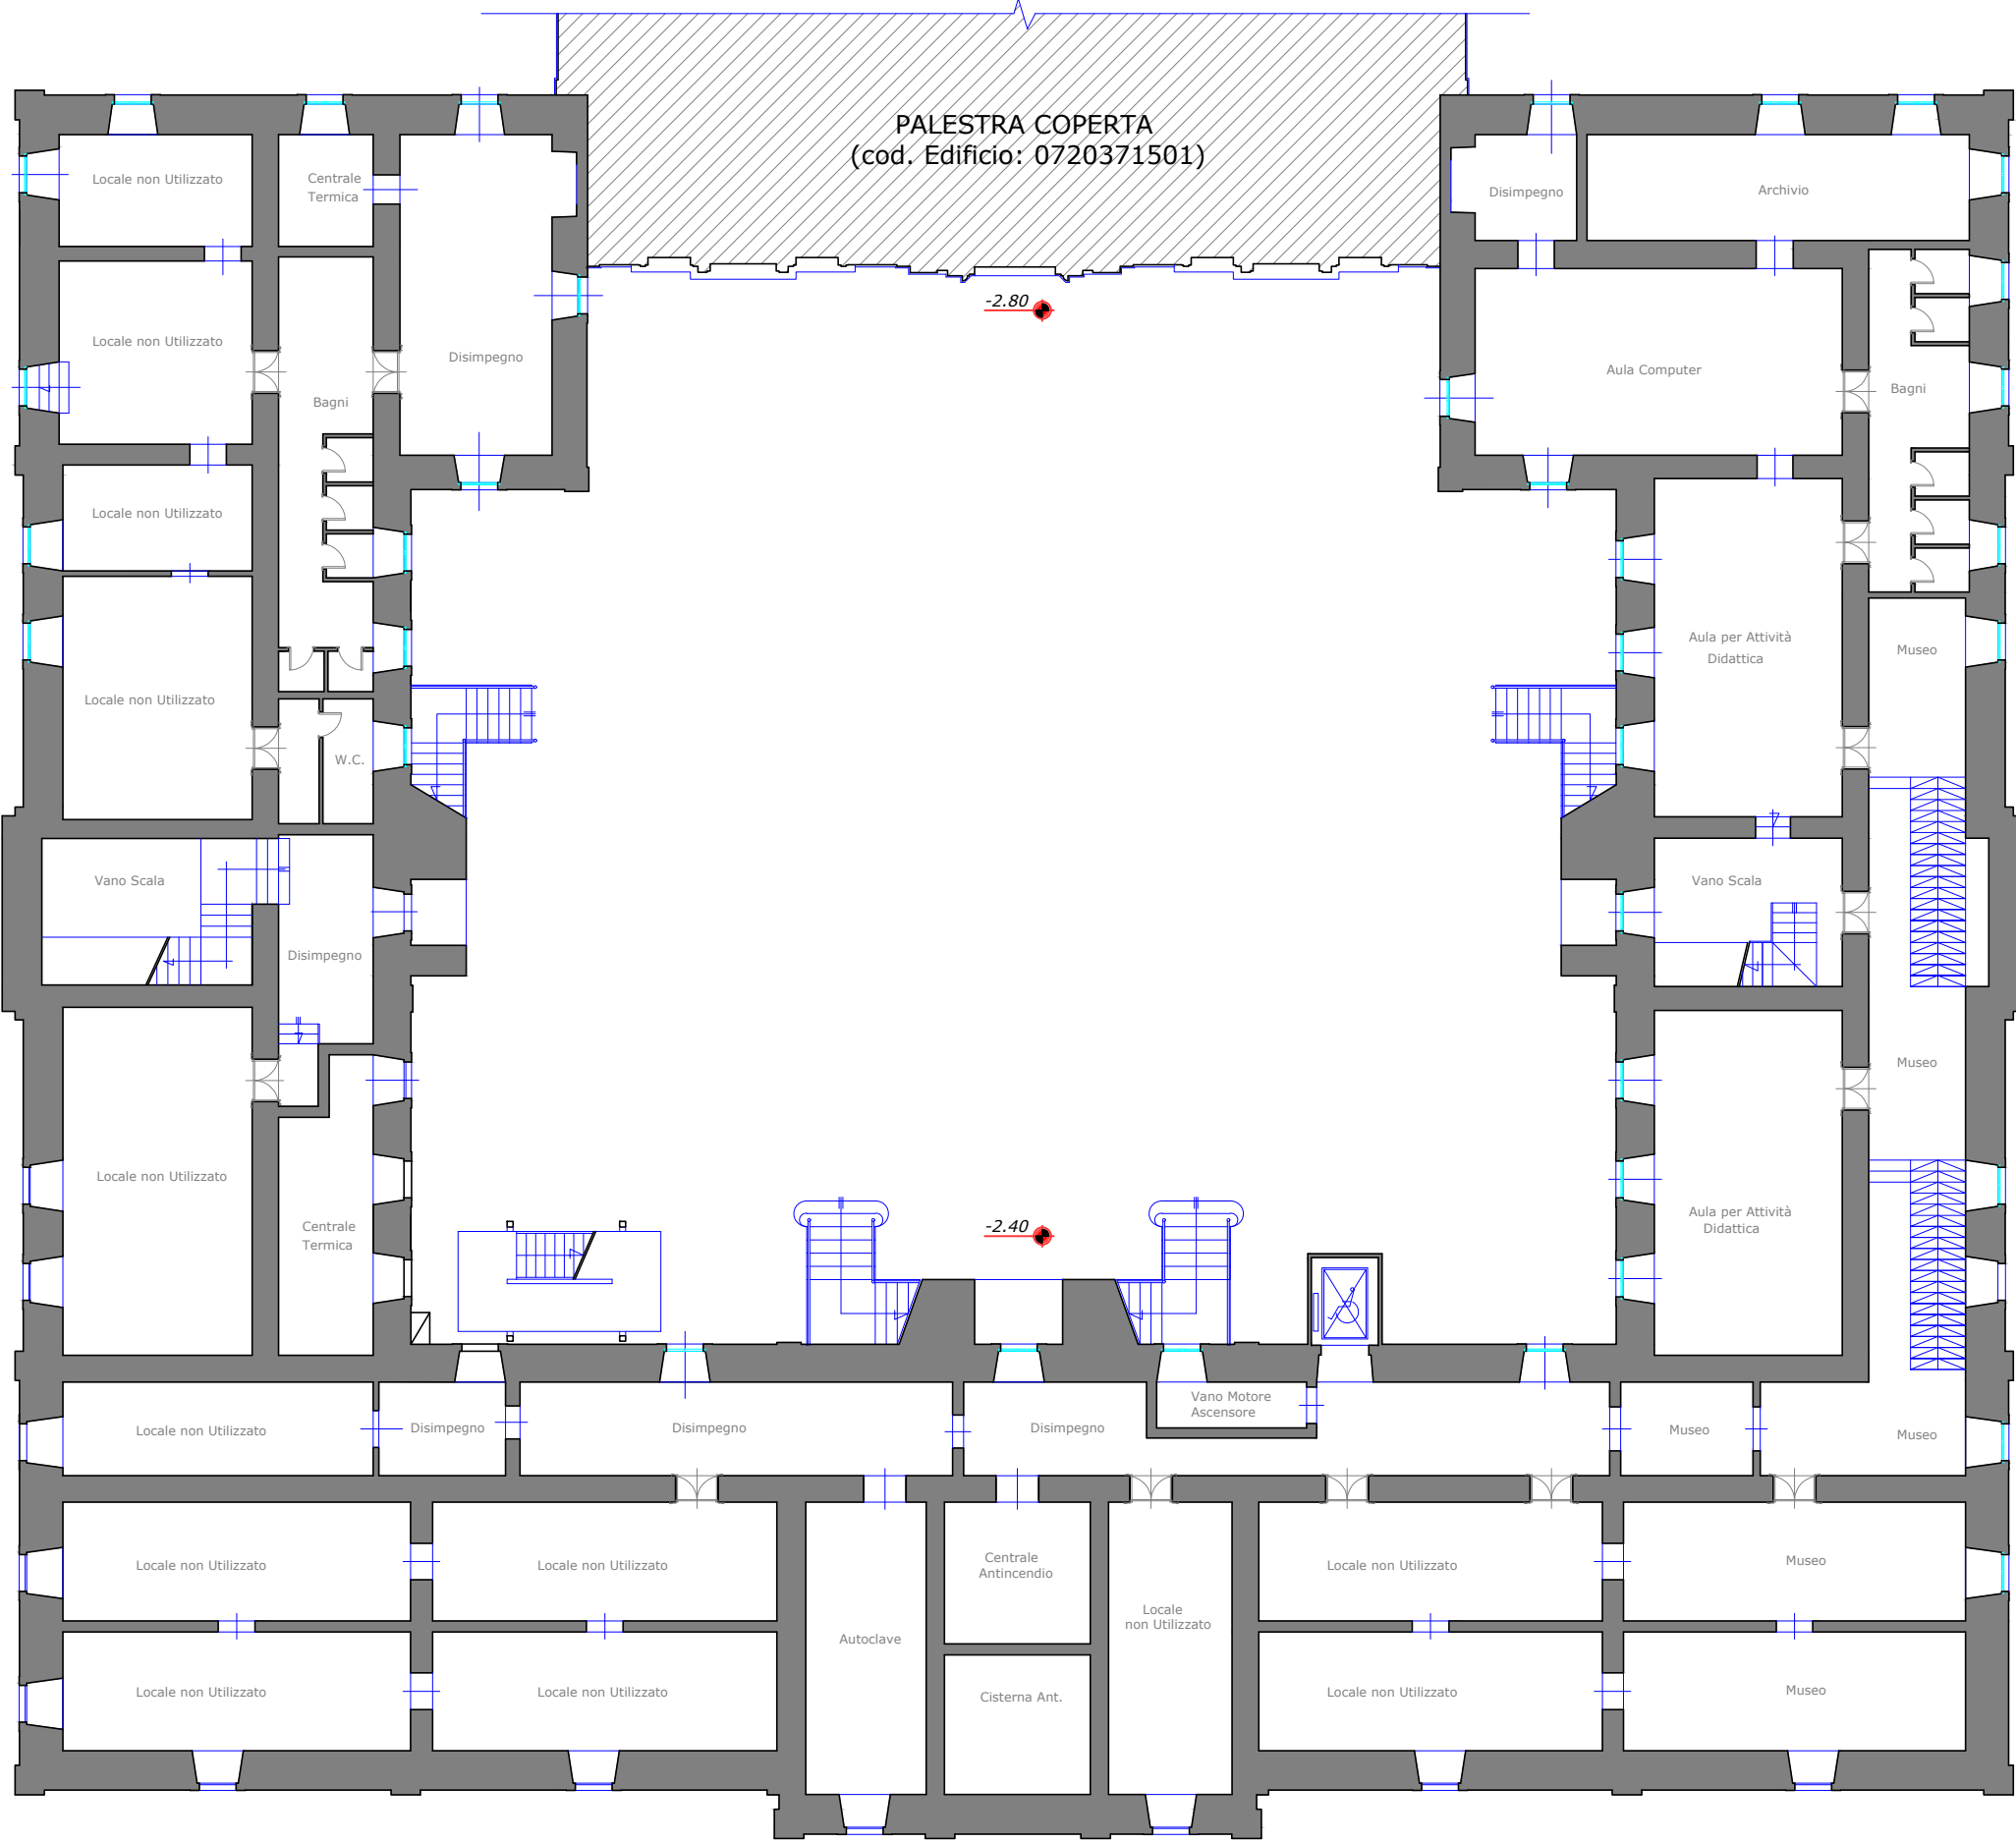 PALESTRA COPERTA
(cod. Edificio: 0720371501)
Locale non Utilizzato
Centrale
Termica
Disimpegno
Archivio
-2.80
Locale non Utilizzato
Disimpegno
Aula Computer
Bagni
Bagni
Locale non Utilizzato
Aula per Attività
Didattica
Museo
Locale non Utilizzato
W.C.
Vano Scala
Vano Scala
Disimpegno
Museo
Locale non Utilizzato
Centrale
Termica
-2.40
Aula per Attività
Didattica
Vano Motore
Ascensore
Locale non Utilizzato
Disimpegno
Disimpegno
Disimpegno
Museo
Museo
Locale non Utilizzato
Locale non Utilizzato
Centrale
Antincendio
Locale non Utilizzato
Museo
Locale
non Utilizzato
Autoclave
Locale non Utilizzato
Locale non Utilizzato
Cisterna Ant.
Locale non Utilizzato
Museo